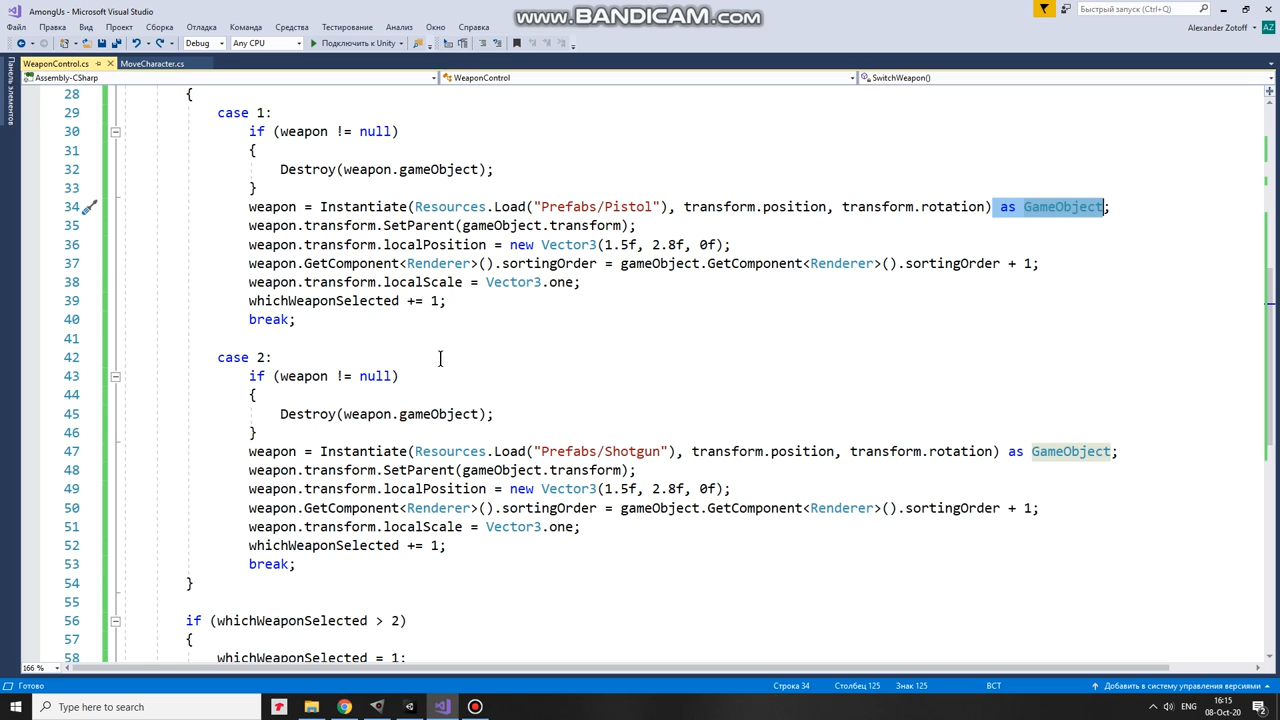 AmongUs - Microsoft Visual Studio
www.BANDICAM.com
Быстрый запуск (Ctrl+Q)
Файл Правка Вид Проект Сборка Отладка Команда Средства Тестирование Анализ Окно Справка
Alexander Zotoff AZ
Debug Any CPU Подключить к Unity
WeaponControl.cs MoveCharacter.cs
Панель элементов
Assembly-CSharp WeaponControl SwitchWeapon()
28 {
29 case 1:
30 if (weapon != null)
31 {
32 Destroy(weapon.gameObject);
33 }
34 weapon = Instantiate(Resources.Load("Prefabs/Pistol"), transform.position, transform.rotation) as GameObject;
35 weapon.transform.SetParent(gameObject.transform);
36 weapon.transform.localPosition = new Vector3(1.5f, 2.8f, 0f);
37 weapon.GetComponent<Renderer>().sortingOrder = gameObject.GetComponent<Renderer>().sortingOrder + 1;
38 weapon.transform.localScale = Vector3.one;
39 whichWeaponSelected += 1;
40 break;
41
42 case 2:
43 if (weapon != null)
44 {
45 Destroy(weapon.gameObject);
46 }
47 weapon = Instantiate(Resources.Load("Prefabs/Shotgun"), transform.position, transform.rotation) as GameObject;
48 weapon.transform.SetParent(gameObject.transform);
49 weapon.transform.localPosition = new Vector3(1.5f, 2.8f, 0f);
50 weapon.GetComponent<Renderer>().sortingOrder = gameObject.GetComponent<Renderer>().sortingOrder + 1;
51 weapon.transform.localScale = Vector3.one;
52 whichWeaponSelected += 1;
53 break;
54 }
55
56 if (whichWeaponSelected > 2)
57 {
58 whichWeaponSelected = 1;
166 %
Готово Строка 34 Столбец 125 Знак 125 ВСТ Добавить в систему управления версиями
Type here to search
16:15
08-Oct-20
2